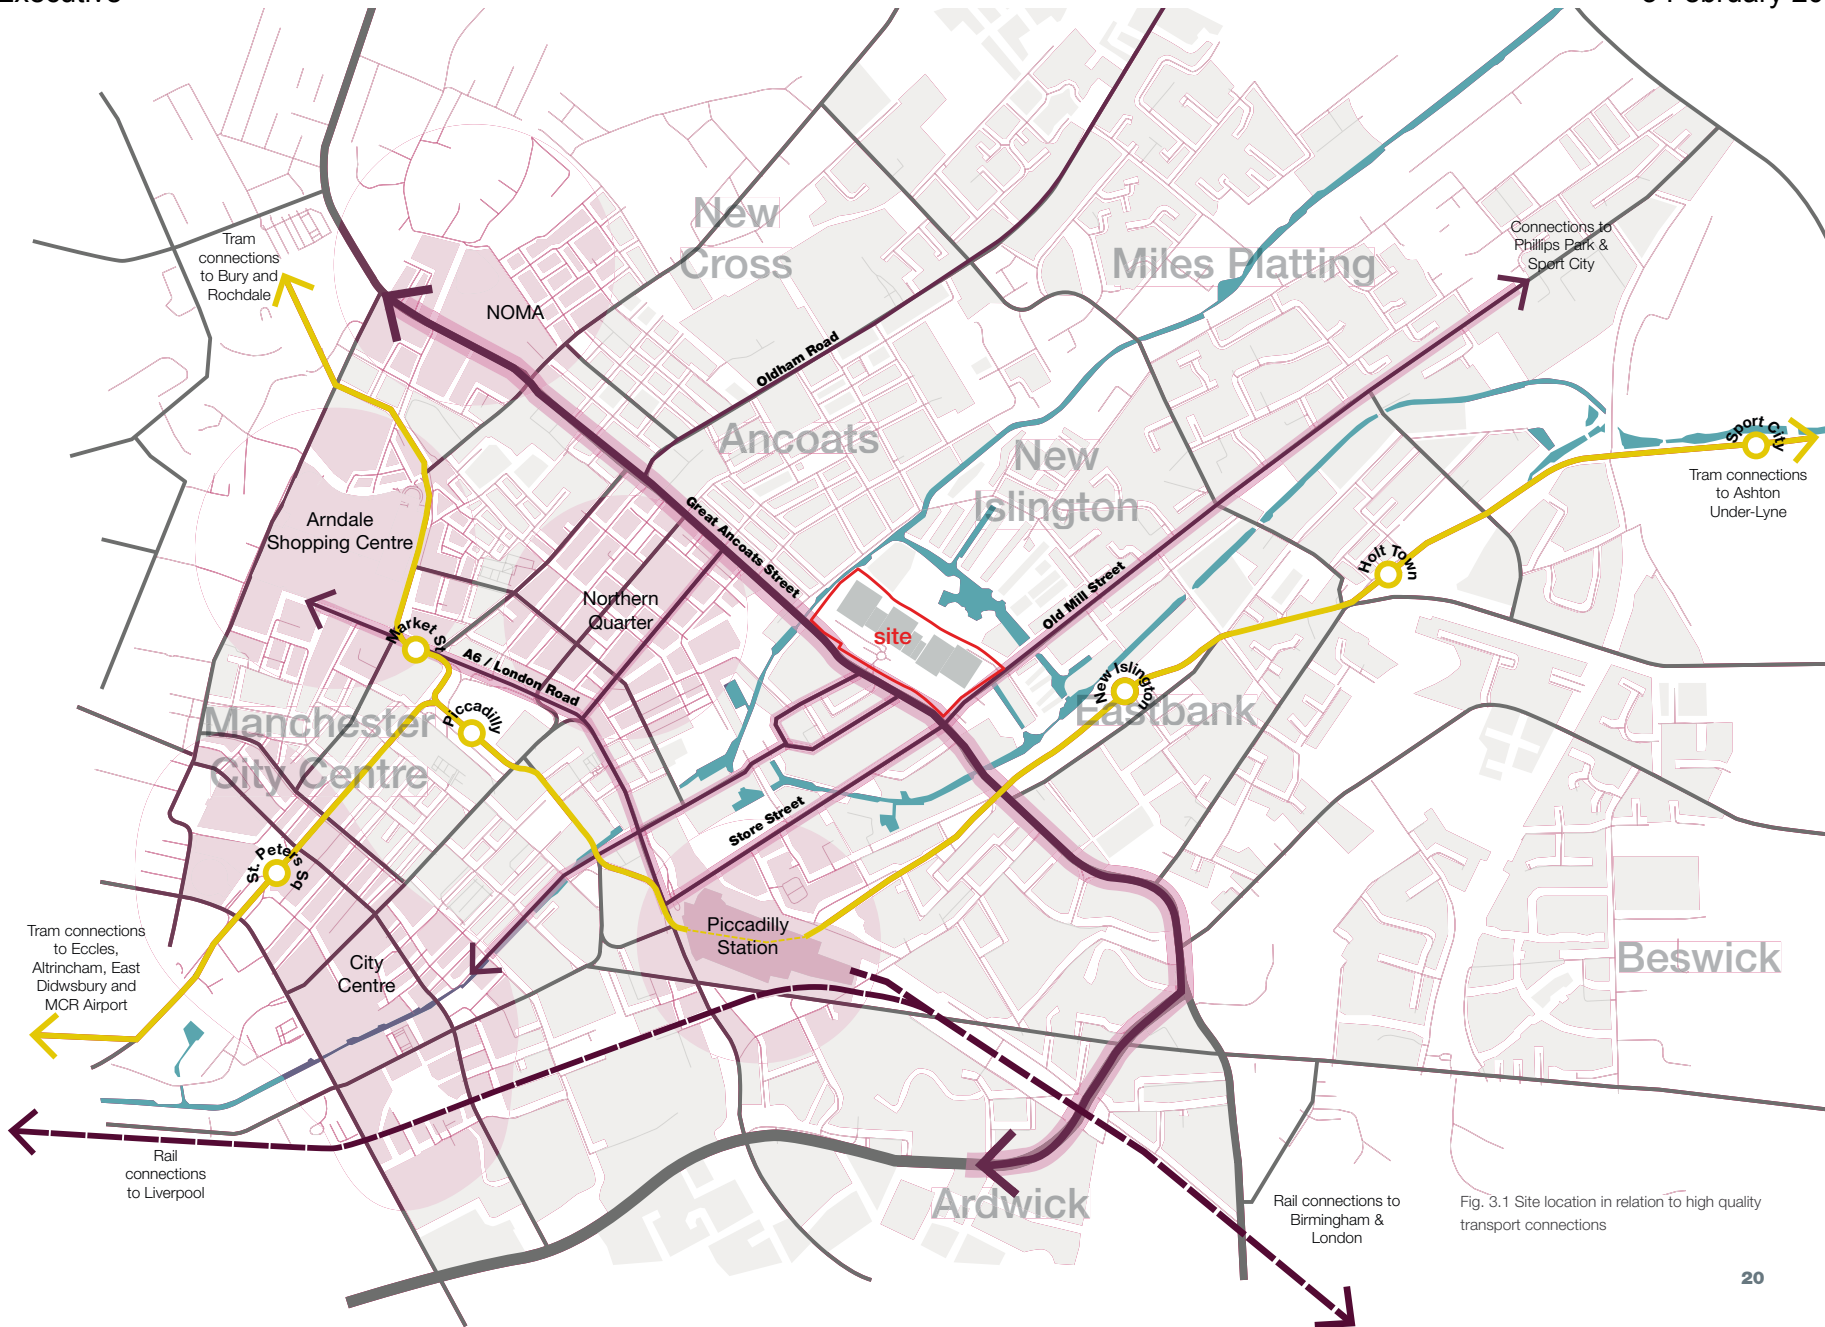 New
Cross
Miles Platting
Connections to
Phillips Park &
Sport City
Tram
connections
to Bury and
Rochdale
NOMA
Oldham Road
Ancoats
New
Islington
Sport City
Tram connections
to Ashton
Under-Lyne
Great Ancoats Street
Arndale
Shopping Centre
Holt Town
Northern
Quarter
Old Mill Street
site
Market St
A6 / London Road
New Islington
Eastbank
Manchester
City Centre
Piccadilly
Store Street
St. Peters Sq
Piccadilly
Station
Tram connections
to Eccles,
Altrincham, East
Didwsbury and
MCR Airport
City
Centre
Beswick
Rail
connections
to Liverpool
Ardwick
Rail connections to
Birmingham &
London
Fig. 3.1 Site location in relation to high quality
transport connections
20